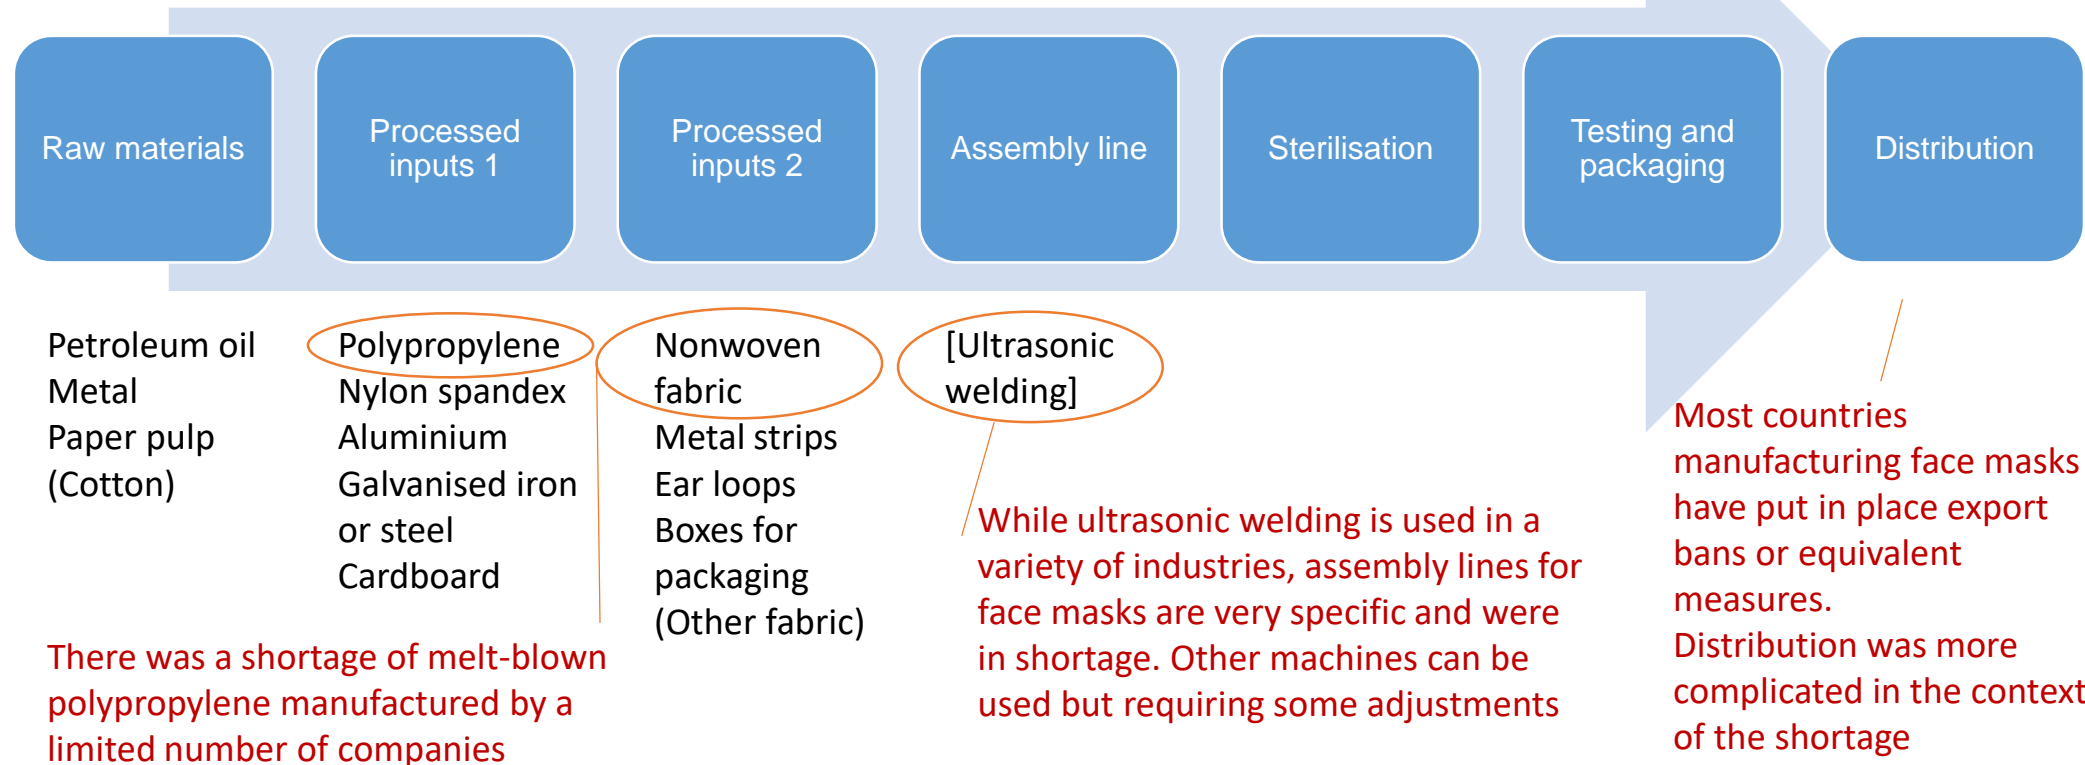 Raw materials
Processed
inputs 1
Processed
inputs 2
Assembly line
Sterilisation
Testing and
packaging
Distribution
Petroleum oil
Metal
Paper pulp
(Cotton)
Polypropylene
Nylon spandex
Aluminium
Galvanised iron
or steel
Cardboard
Nonwoven
fabric
Metal strips
Ear loops
Boxes for
packaging
(Other fabric)
[Ultrasonic
welding]
There was a shortage of melt-blown
polypropylene manufactured by a
limited number of companies
While ultrasonic welding is used in a
variety of industries, assembly lines for
face masks are very specific and were
in shortage. Other machines can be
used but requiring some adjustments
Most countries
manufacturing face masks
have put in place export
bans or equivalent
measures.
Distribution was more
complicated in the context
of the shortage